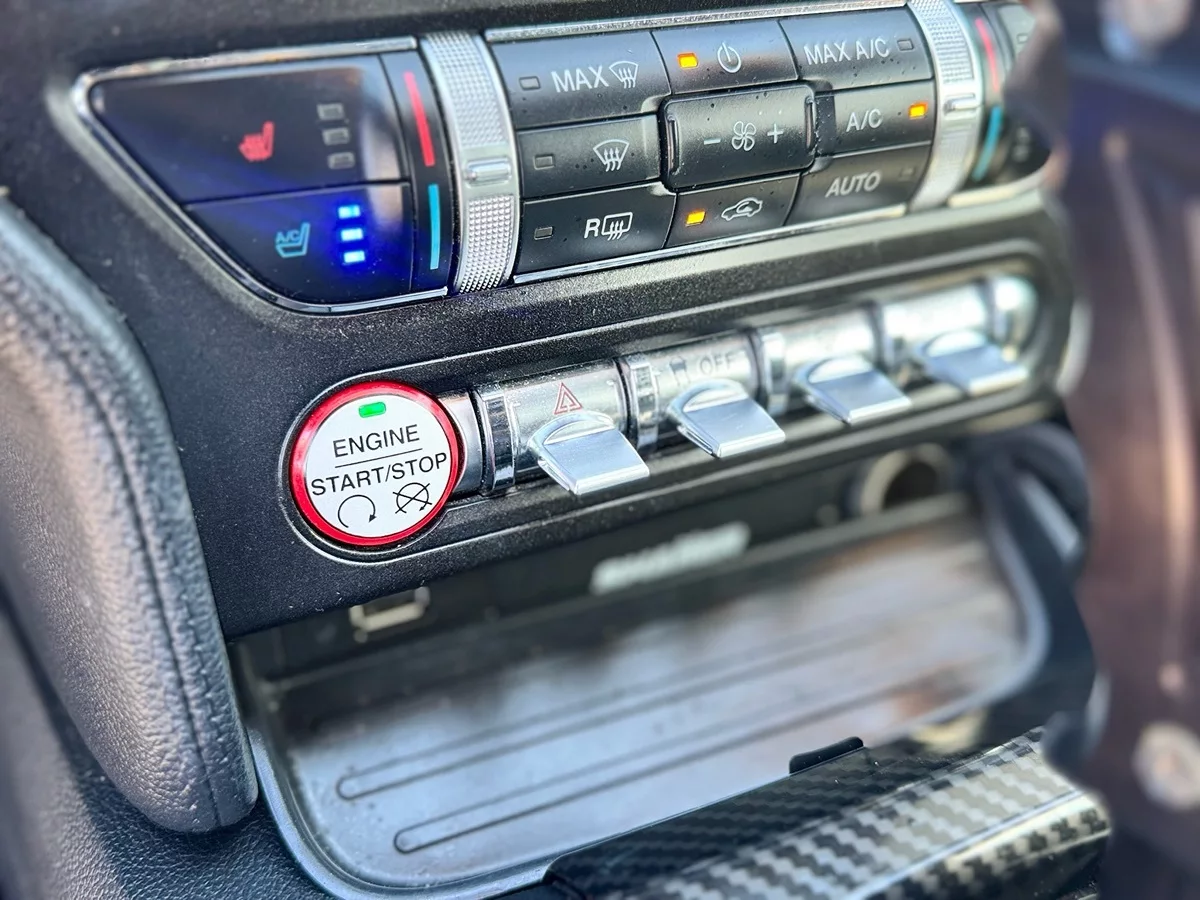 MAX
MAX A/C
A/C
AUTO
R
A/C
OFF
ENGINE
START/STOP